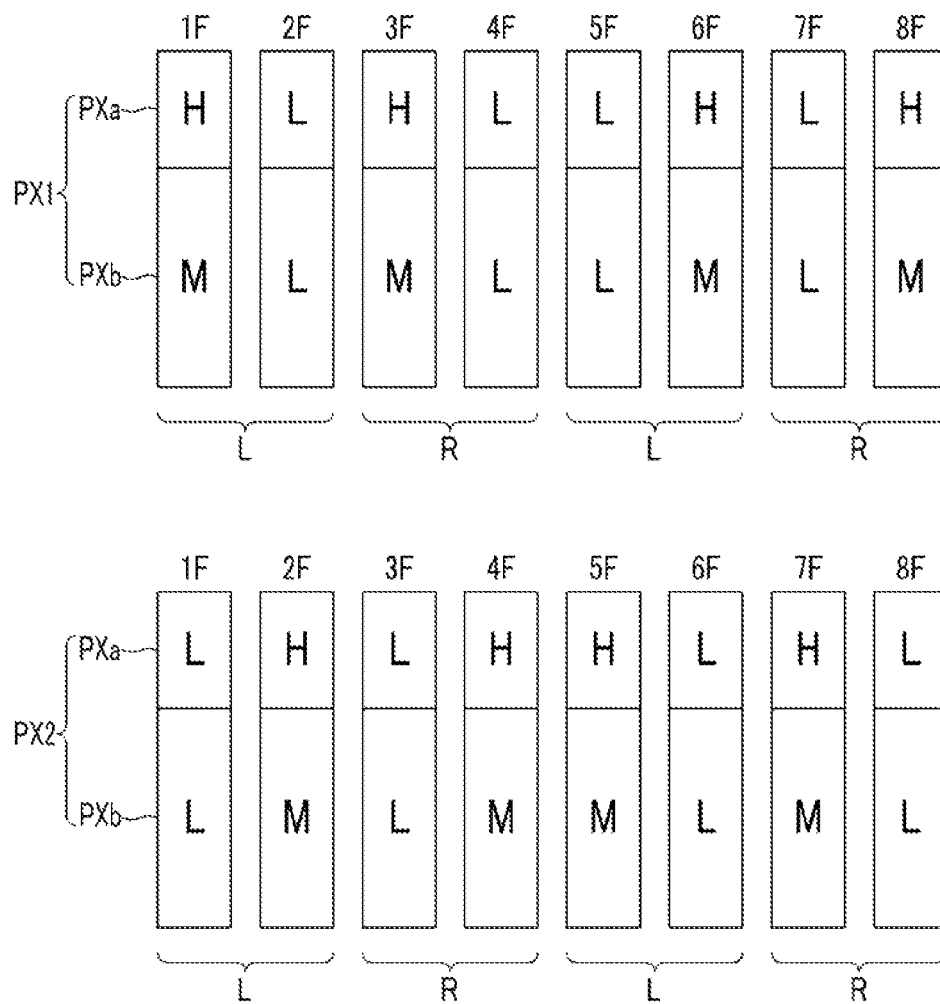 1F 2F 3F 4F 5F 6F 7F 8F
PXa H L H L L H L H
PX1
PXb M L M L L M L M
L R L R
1F 2F 3F 4F 5F 6F 7F 8F
PXa L H L H H L H L
PX2
PXb L M L M M L M L
L R L R